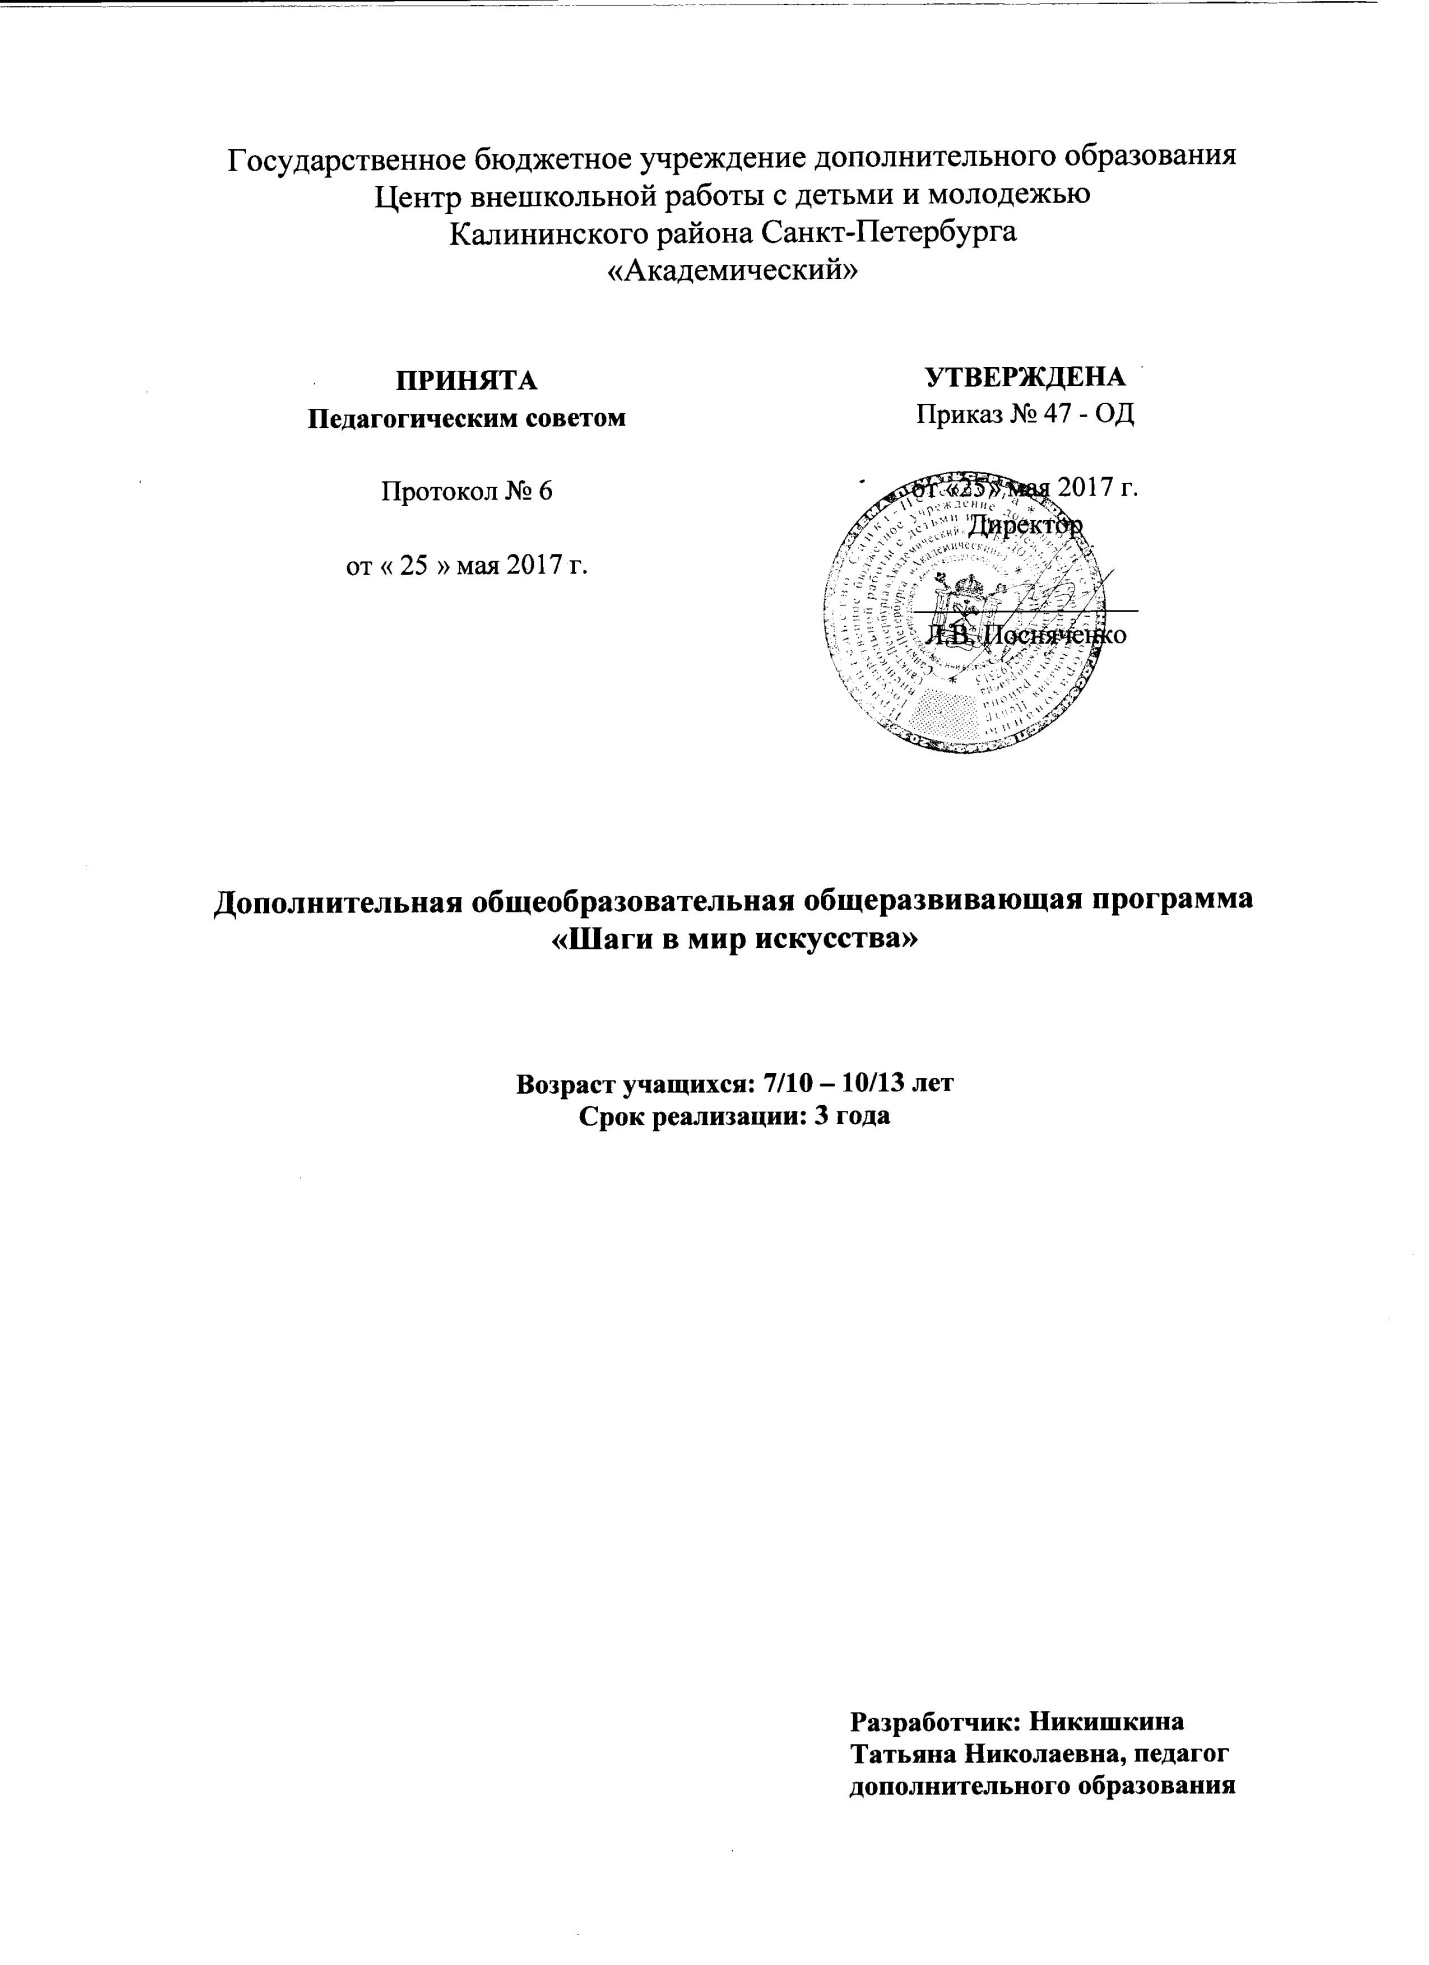 Государственное бюджетное учреждение дополнительного образования
Центр внешкольной работы с детьми и молодежью
Калининского района Санкт-Петербурга
«Академический»
ПРИНЯТА
Педагогическим советом
Протокол № 6
от « 25 » мая 2017 г.
УТВЕРЖДЕНА
Приказ № 47 - ОД
от «25» мая 2017 г.
Директор
Л.В. Посняченко
Дополнительная общеобразовательная общеразвивающая программа
«Шаги в мир искусства»
Возраст учащихся: 7/10 – 10/13 лет
Срок реализации: 3 года
Разработчик: Никишкина
Татьяна Николаевна, педагог
дополнительного образования